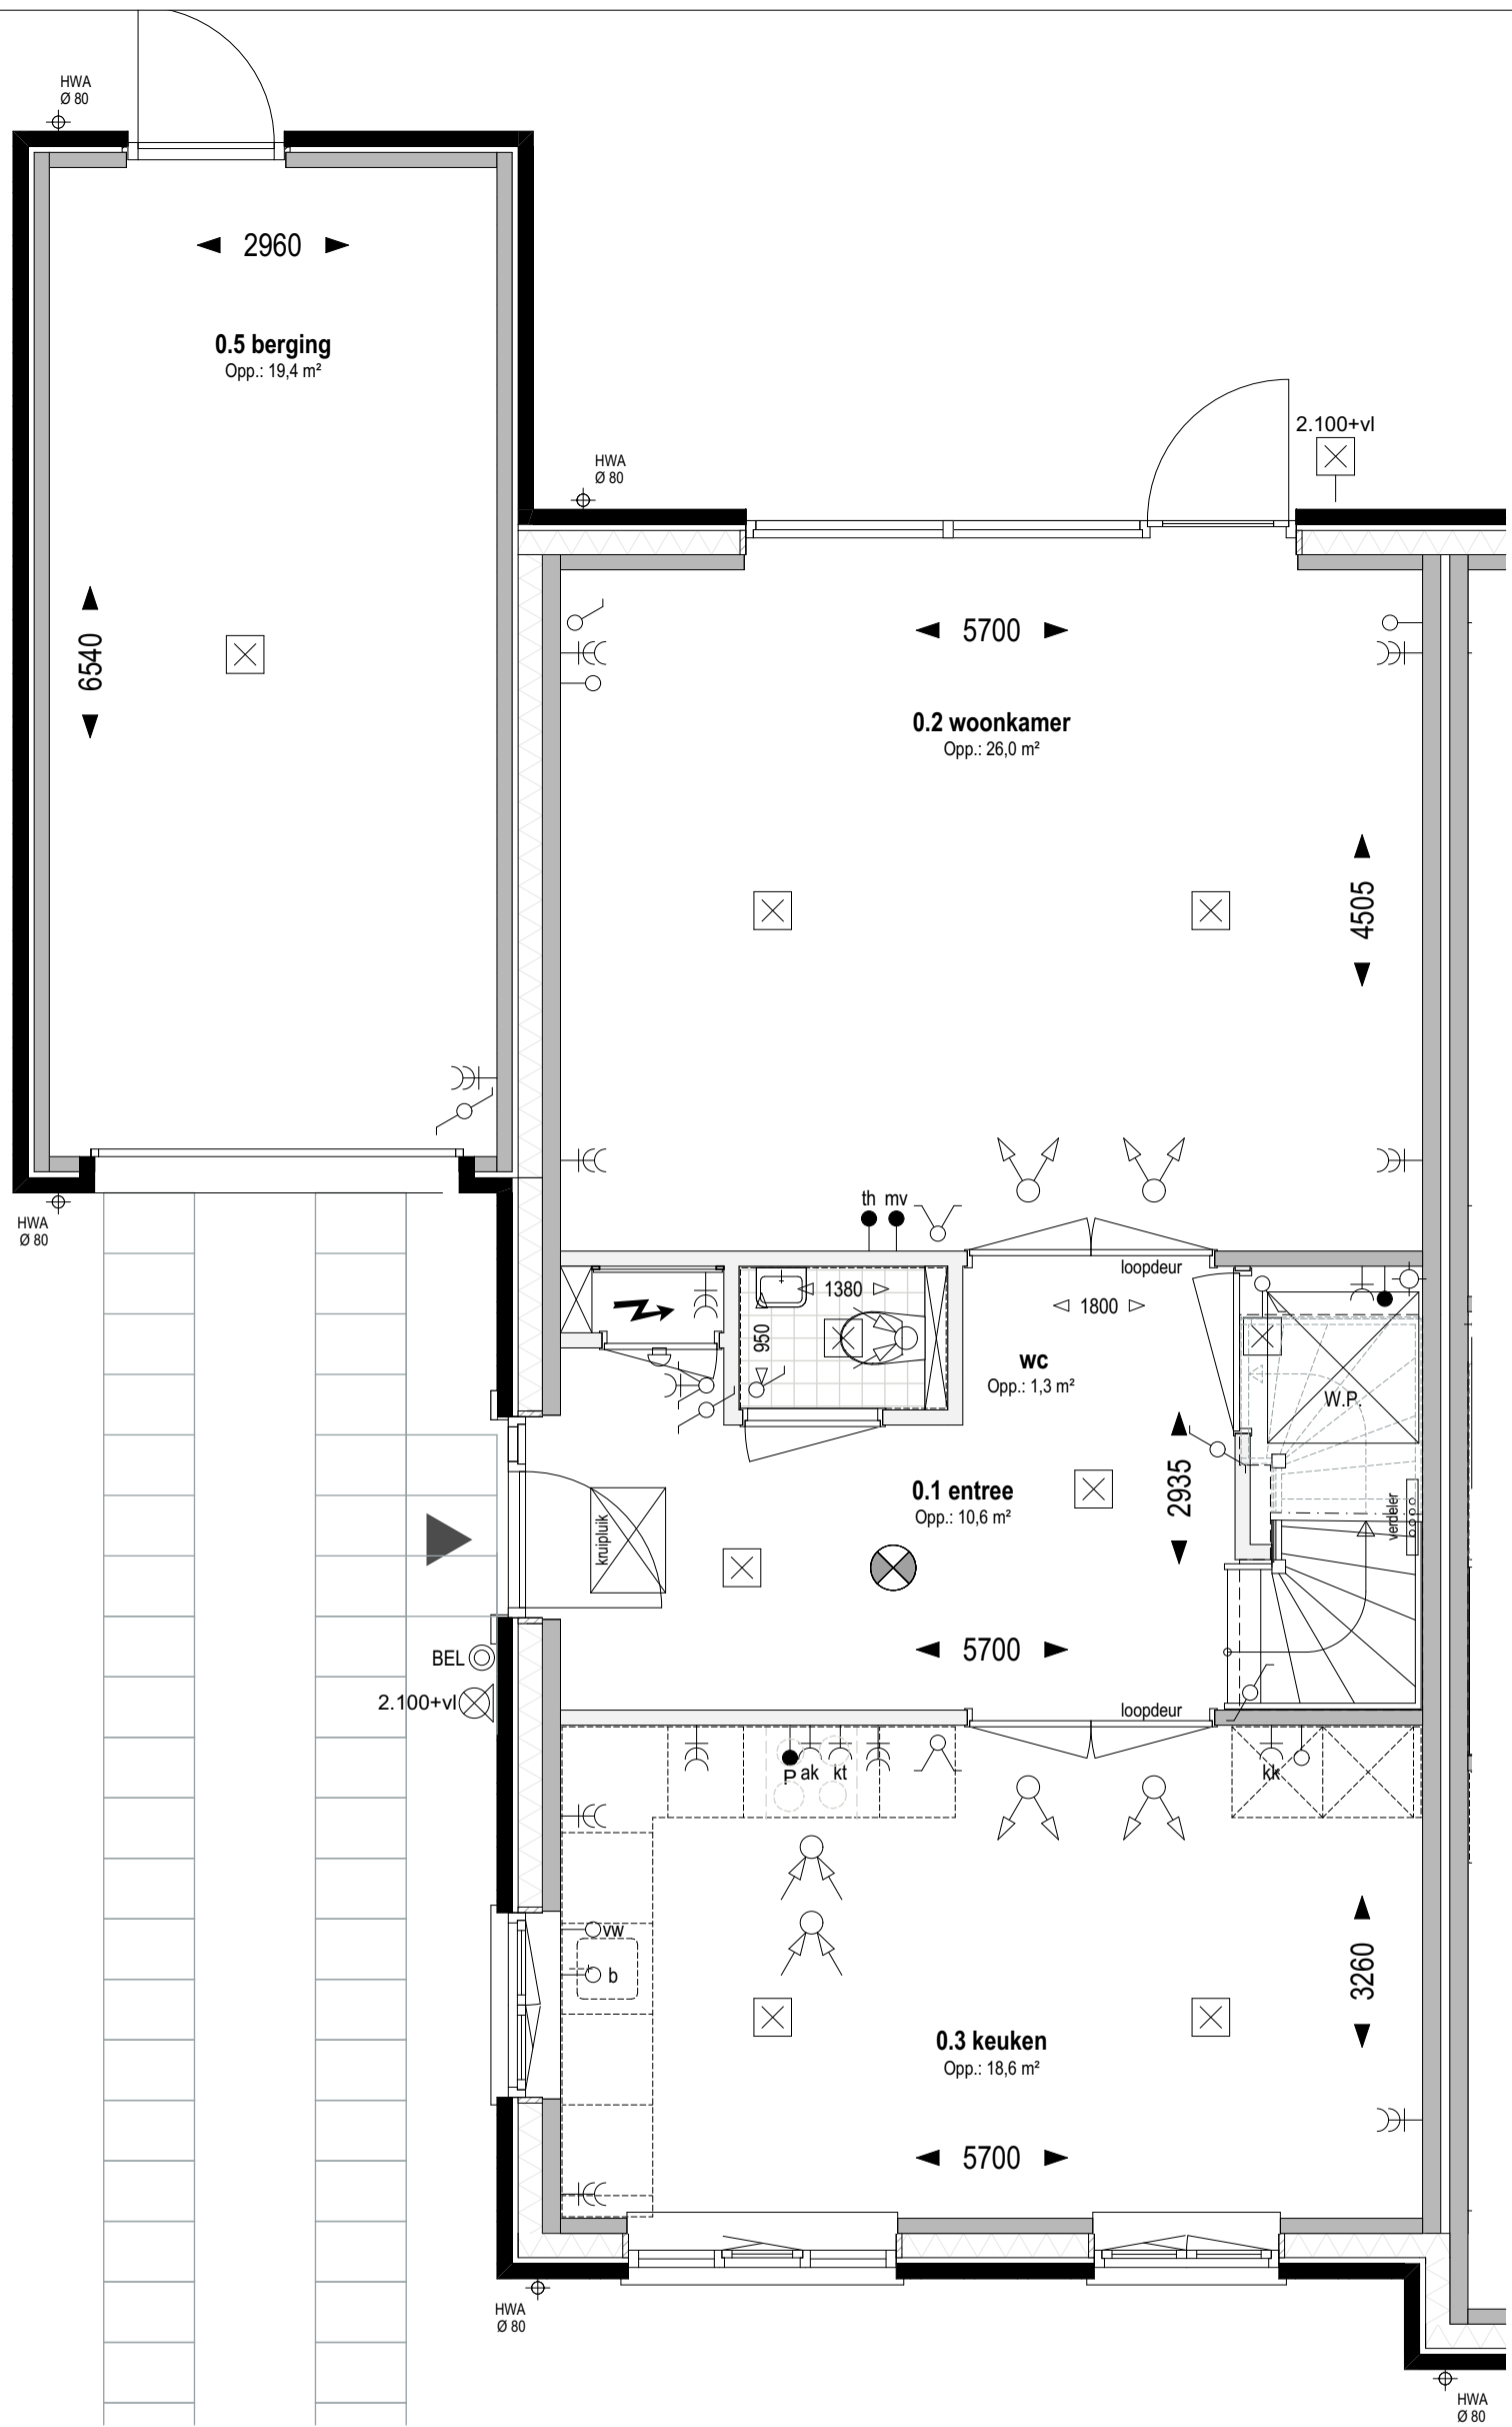 HWA
Ø 80
2960
0.5 berging
Opp.: 19,4 m²
2.100+vl
HWA
Ø 80
6540
5700
0.2 woonkamer
Opp.: 26,0 m²
4505
th mv
HWA
Ø 80
loopdeur
1380
1800
950
wc
Opp.: 1,3 m²
W.P.
2935
0.1 entree
Opp.: 10,6 m²
kruipluik
verdeler
5700
BEL
2.100+vl
loopdeur
P ak kt
kk
vw
b
3260
0.3 keuken
Opp.: 18,6 m²
5700
HWA
Ø 80
HWA
Ø 80